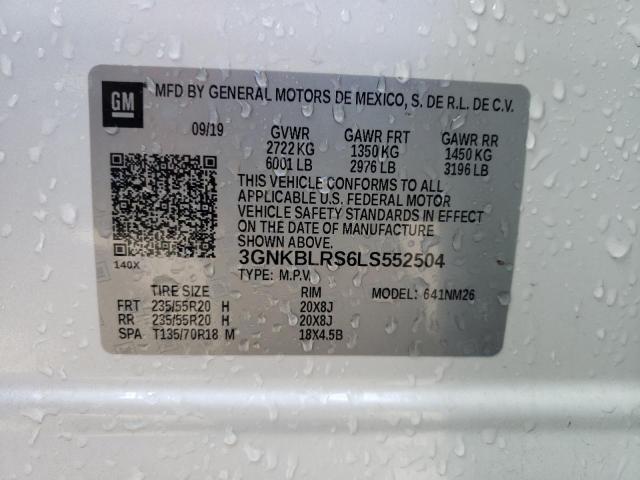 GM
MFD BY GENERAL MOTORS DE MEXICO, S. DE R.L. DE C.V.
09/19 GVWR GAWR FRT GAWR RR
2722 KG 1350 KG 1450 KG
6001 LB 2976 LB 3196 LB
THIS VEHICLE CONFORMS TO ALL
APPLICABLE U.S. FEDERAL MOTOR
VEHICLE SAFETY STANDARDS IN EFFECT
ON THE DATE OF MANUFACTURE
SHOWN ABOVE.
140X 3GNKBLRS6LS552504
TYPE: M.P.V.
TIRE SIZE RIM MODEL: 641NM26
FRT 235/55R20 H 20X8J
RR 235/55R20 H 20X8J
SPA T135/70R18 M 18X4.5B